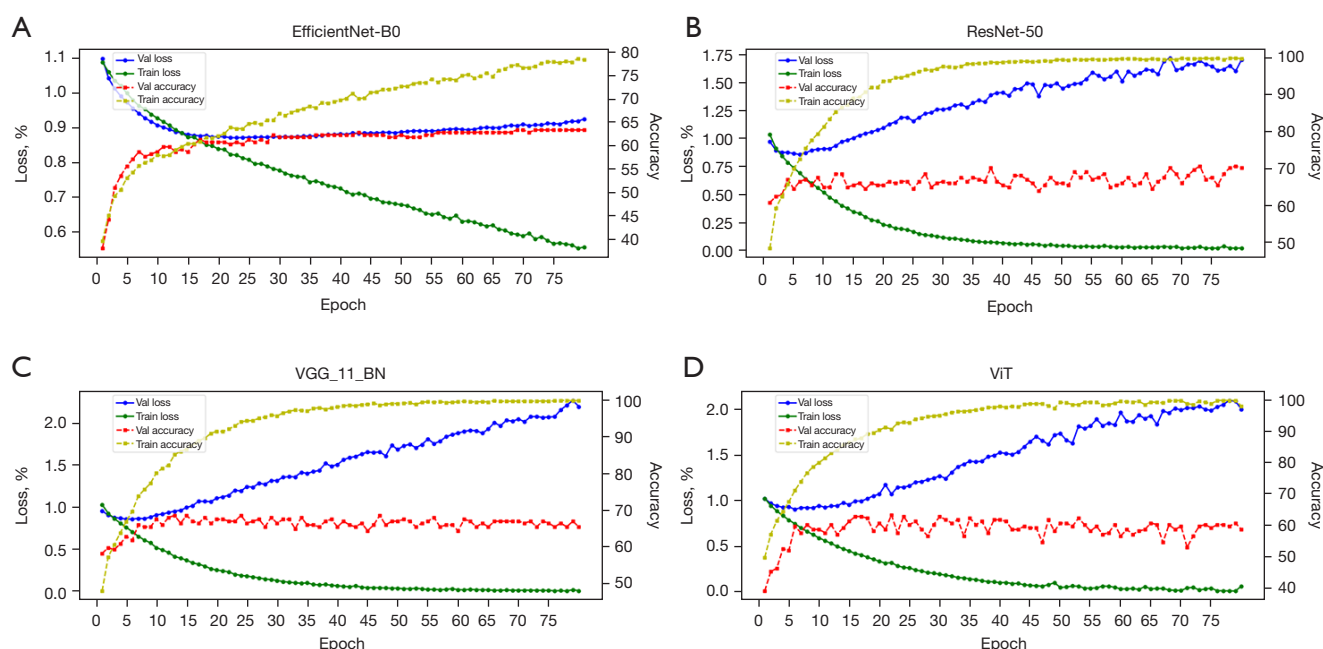 A
EfficientNet-B0
Val loss
Train loss
Val accuracy
Train accuracy
1.1
1.0
0.9
0.8
0.7
0.6
Loss, %
80
75
70
65
60
55
50
45
40
Accuracy
0 5 10 15 20 25 30 35 40 45 50 55 60 65 70 75
Epoch
B
ResNet-50
Val loss
Train loss
Val accuracy
Train accuracy
1.75
1.50
1.25
1.00
0.75
0.50
0.25
0.00
Loss, %
100
90
80
70
60
50
Accuracy
0 5 10 15 20 25 30 35 40 45 50 55 60 65 70 75
Epoch
C
VGG_11_BN
Val loss
Train loss
Val accuracy
Train accuracy
2.0
1.5
1.0
0.5
0.0
Loss, %
100
90
80
70
60
50
Accuracy
0 5 10 15 20 25 30 35 40 45 50 55 60 65 70 75
Epoch
D
ViT
Val loss
Train loss
Val accuracy
Train accuracy
2.0
1.5
1.0
0.5
0.0
Loss, %
100
90
80
70
60
50
40
Accuracy
0 5 10 15 20 25 30 35 40 45 50 55 60 65 70 75
Epoch